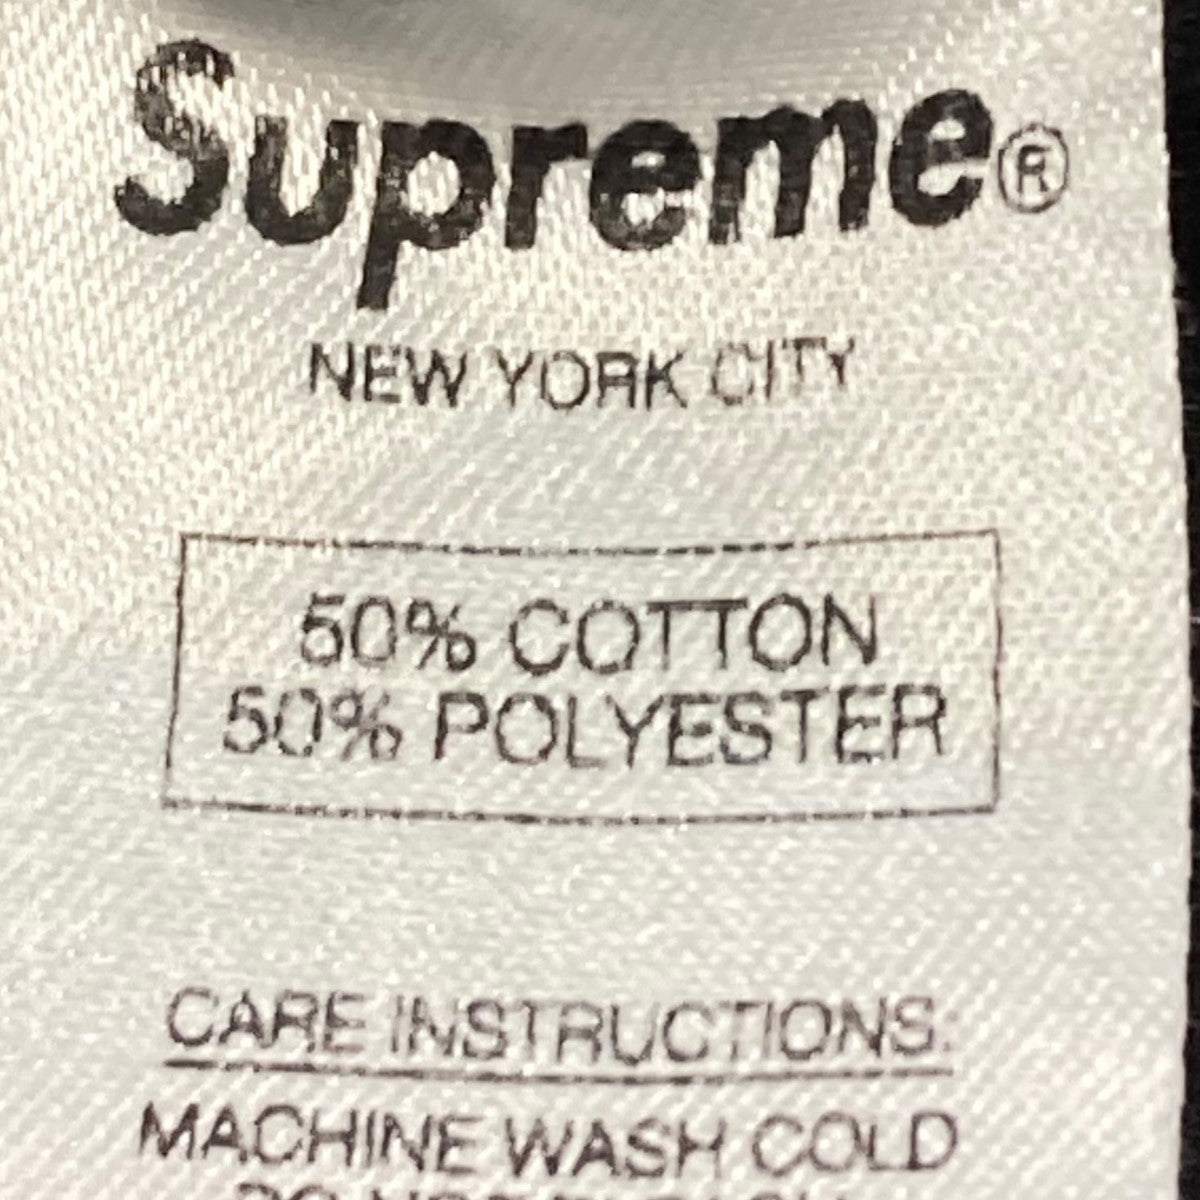 Supreme®
NEW YORK CITY
50% COTTON
50% POLYESTER
CARE INSTRUCTIONS:
MACHINE WASH COLD